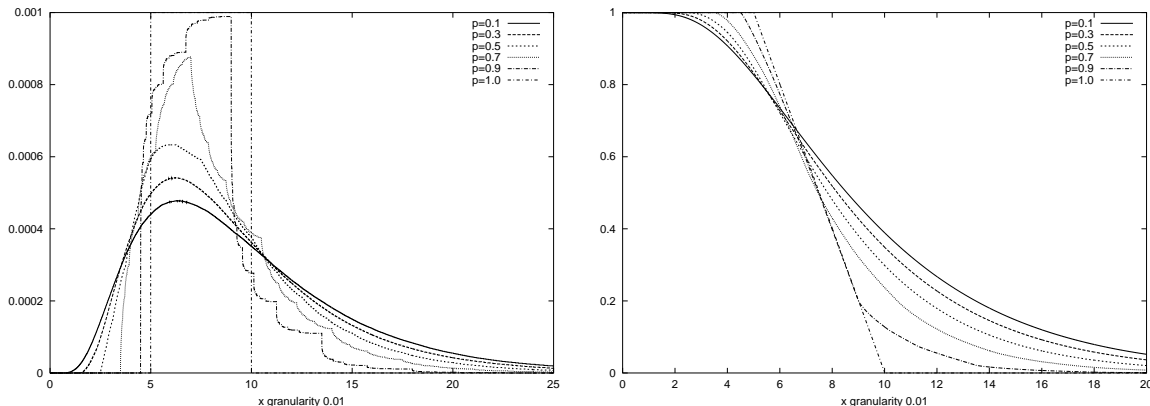 0.001
0.0008
0.0006
0.0004
0.0002
0
0 5 10 15 20 25
x granularity 0.01
p=0.1
p=0.3
p=0.5
p=0.7
p=0.9
p=1.0
1
0.8
0.6
0.4
0.2
0
0 2 4 6 8 10 12 14 16 18 20
x granularity 0.01
p=0.1
p=0.3
p=0.5
p=0.7
p=0.9
p=1.0